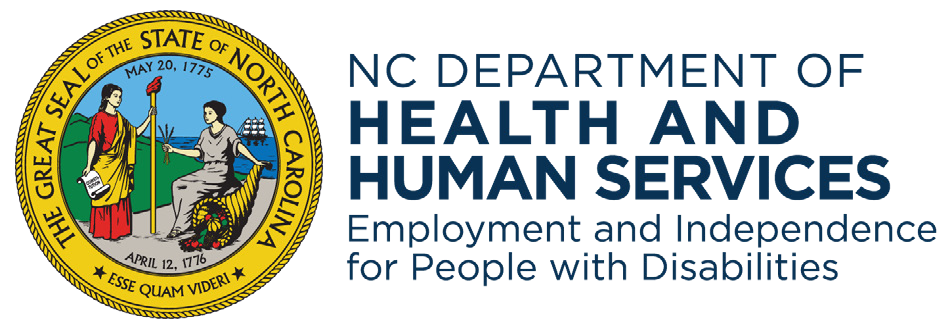 THE GREAT SEAL OF THE STATE OF NORTH CAROLINA
MAY 20, 1775
APRIL 12, 1776
★ ESSE QUAM VIDERI ★
NC DEPARTMENT OF
HEALTH AND
HUMAN SERVICES
Employment and Independence
for People with Disabilities